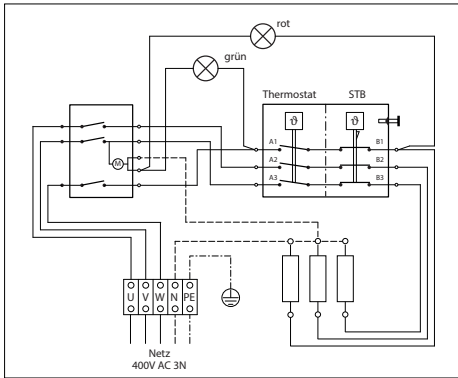 rot
grün
Thermostat STB
ϑ ϑ
A1 B1
M
A2 B2
A3 B3
U V W N PE
Netz
400V AC 3N